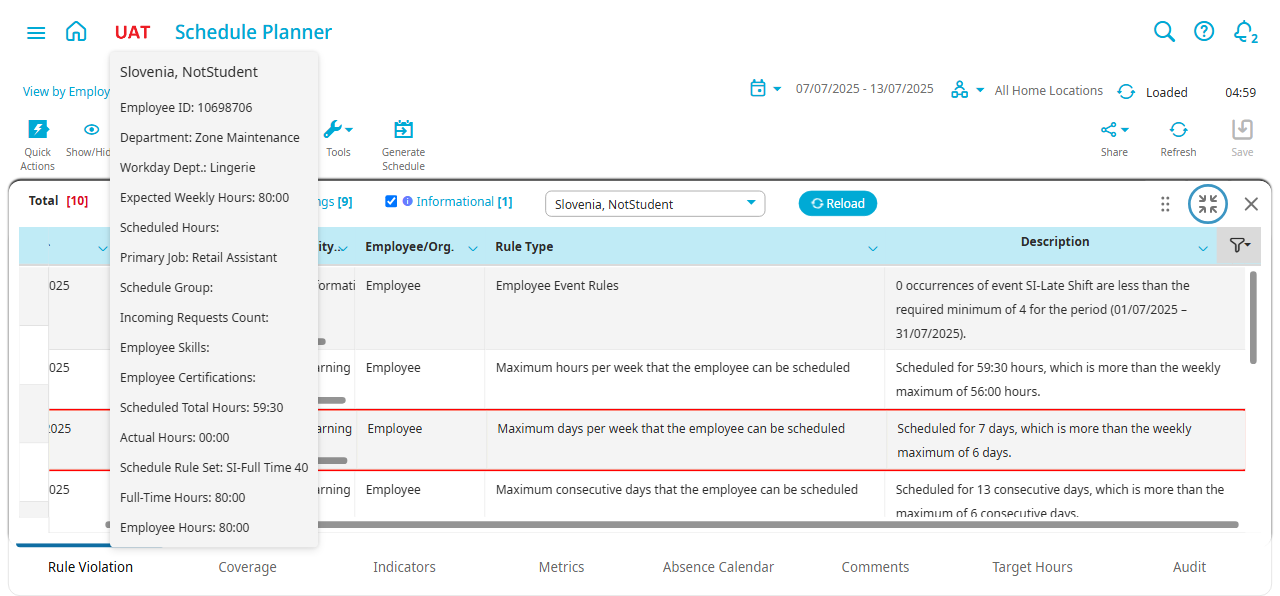 UAT Schedule Planner
2
View by Employ
07/07/2025 - 13/07/2025
All Home Locations
Loaded
04:59
Quick Actions
Show/Hid
Tools
Generate Schedule
Share
Refresh
Save
Slovenia, NotStudent
Employee ID: 10698706
Department: Zone Maintenance
Workday Dept.: Lingerie
Expected Weekly Hours: 80:00
Scheduled Hours:
Primary Job: Retail Assistant
Schedule Group:
Incoming Requests Count:
Employee Skills:
Employee Certifications:
Scheduled Total Hours: 59:30
Actual Hours: 00:00
Schedule Rule Set: SI-Full Time 40
Full-Time Hours: 80:00
Employee Hours: 80:00
Total [10]
ngs [9]
Informational [1]
Slovenia, NotStudent
Reload
ity...
Employee/Org.
Rule Type
Description
025
formati
Employee
Employee Event Rules
0 occurrences of event SI-Late Shift are less than the
required minimum of 4 for the period (01/07/2025 –
31/07/2025).
025
arning
Employee
Maximum hours per week that the employee can be scheduled
Scheduled for 59:30 hours, which is more than the weekly
maximum of 56:00 hours.
2025
arning
Employee
Maximum days per week that the employee can be scheduled
Scheduled for 7 days, which is more than the weekly
maximum of 6 days.
025
arning
Employee
Maximum consecutive days that the employee can be scheduled
Scheduled for 13 consecutive days, which is more than the
maximum of 6 consecutive days.
Rule Violation
Coverage
Indicators
Metrics
Absence Calendar
Comments
Target Hours
Audit